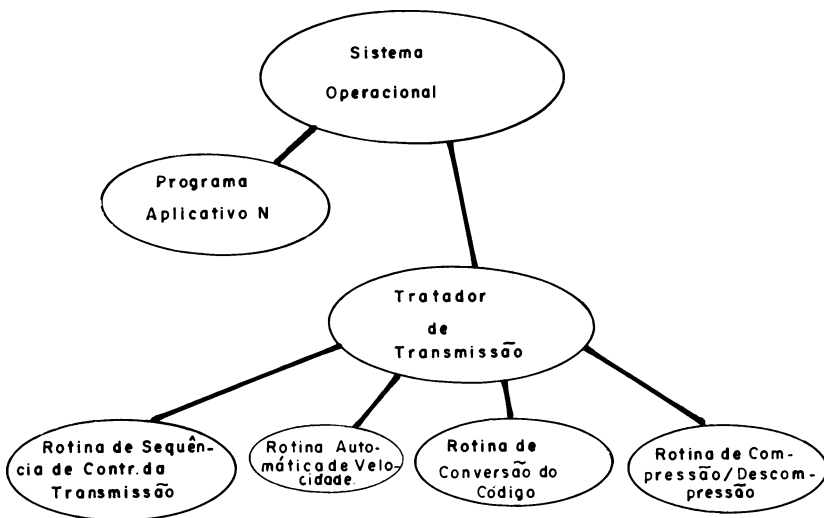 Sistema
Operacional
Programa
Aplicativo N
Tratador
de
Transmissão
Rotina de Sequên-
cia de Contr. da
Transmissão
Rotina Auto-
mática de Velo-
cidade.
Rotina de
Conversão do
Código
Rotina de Com-
pressão/Descom-
pressão